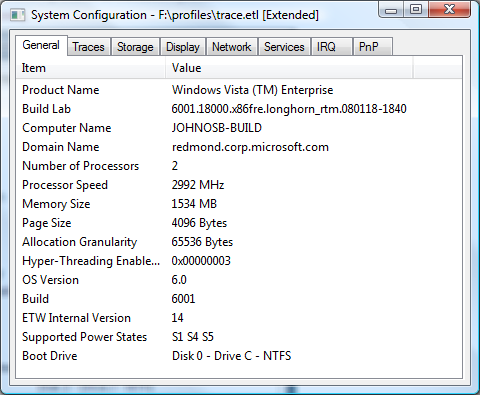 System Configuration - F:\profiles\trace.etl [Extended]
General Traces Storage Display Network Services IRQ PnP
Item Value
Product Name Windows Vista (TM) Enterprise
Build Lab 6001.18000.x86fre.longhorn_rtm.080118-1840
Computer Name JOHNOSB-BUILD
Domain Name redmond.corp.microsoft.com
Number of Processors 2
Processor Speed 2992 MHz
Memory Size 1534 MB
Page Size 4096 Bytes
Allocation Granularity 65536 Bytes
Hyper-Threading Enable... 0x00000003
OS Version 6.0
Build 6001
ETW Internal Version 14
Supported Power States S1 S4 S5
Boot Drive Disk 0 - Drive C - NTFS